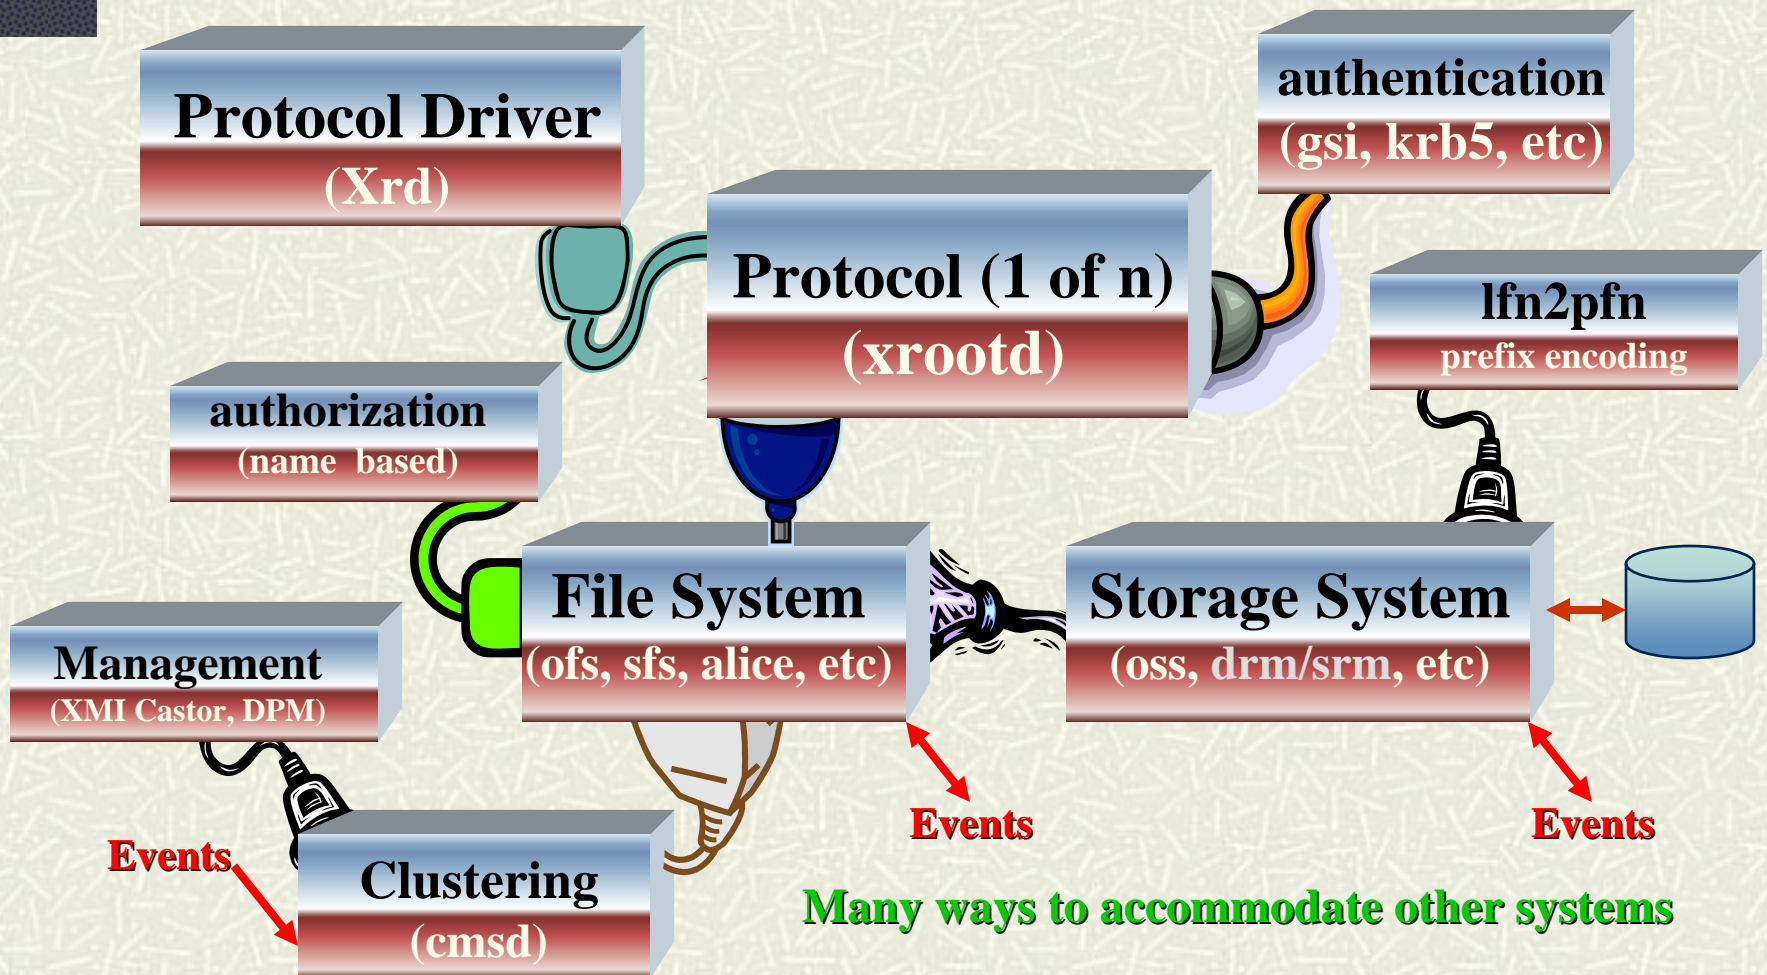 Protocol Driver
(Xrd)
authentication
(gsi, krb5, etc)
Protocol (1 of n)
(xrootd)
lfn2pfn
prefix encoding
authorization
(name based)
File System
(ofs, sfs, alice, etc)
Storage System
(oss, drm/srm, etc)
Management
(XMI Castor, DPM)
Events
Events
Events
Clustering
(cmsd)
Many ways to accommodate other systems